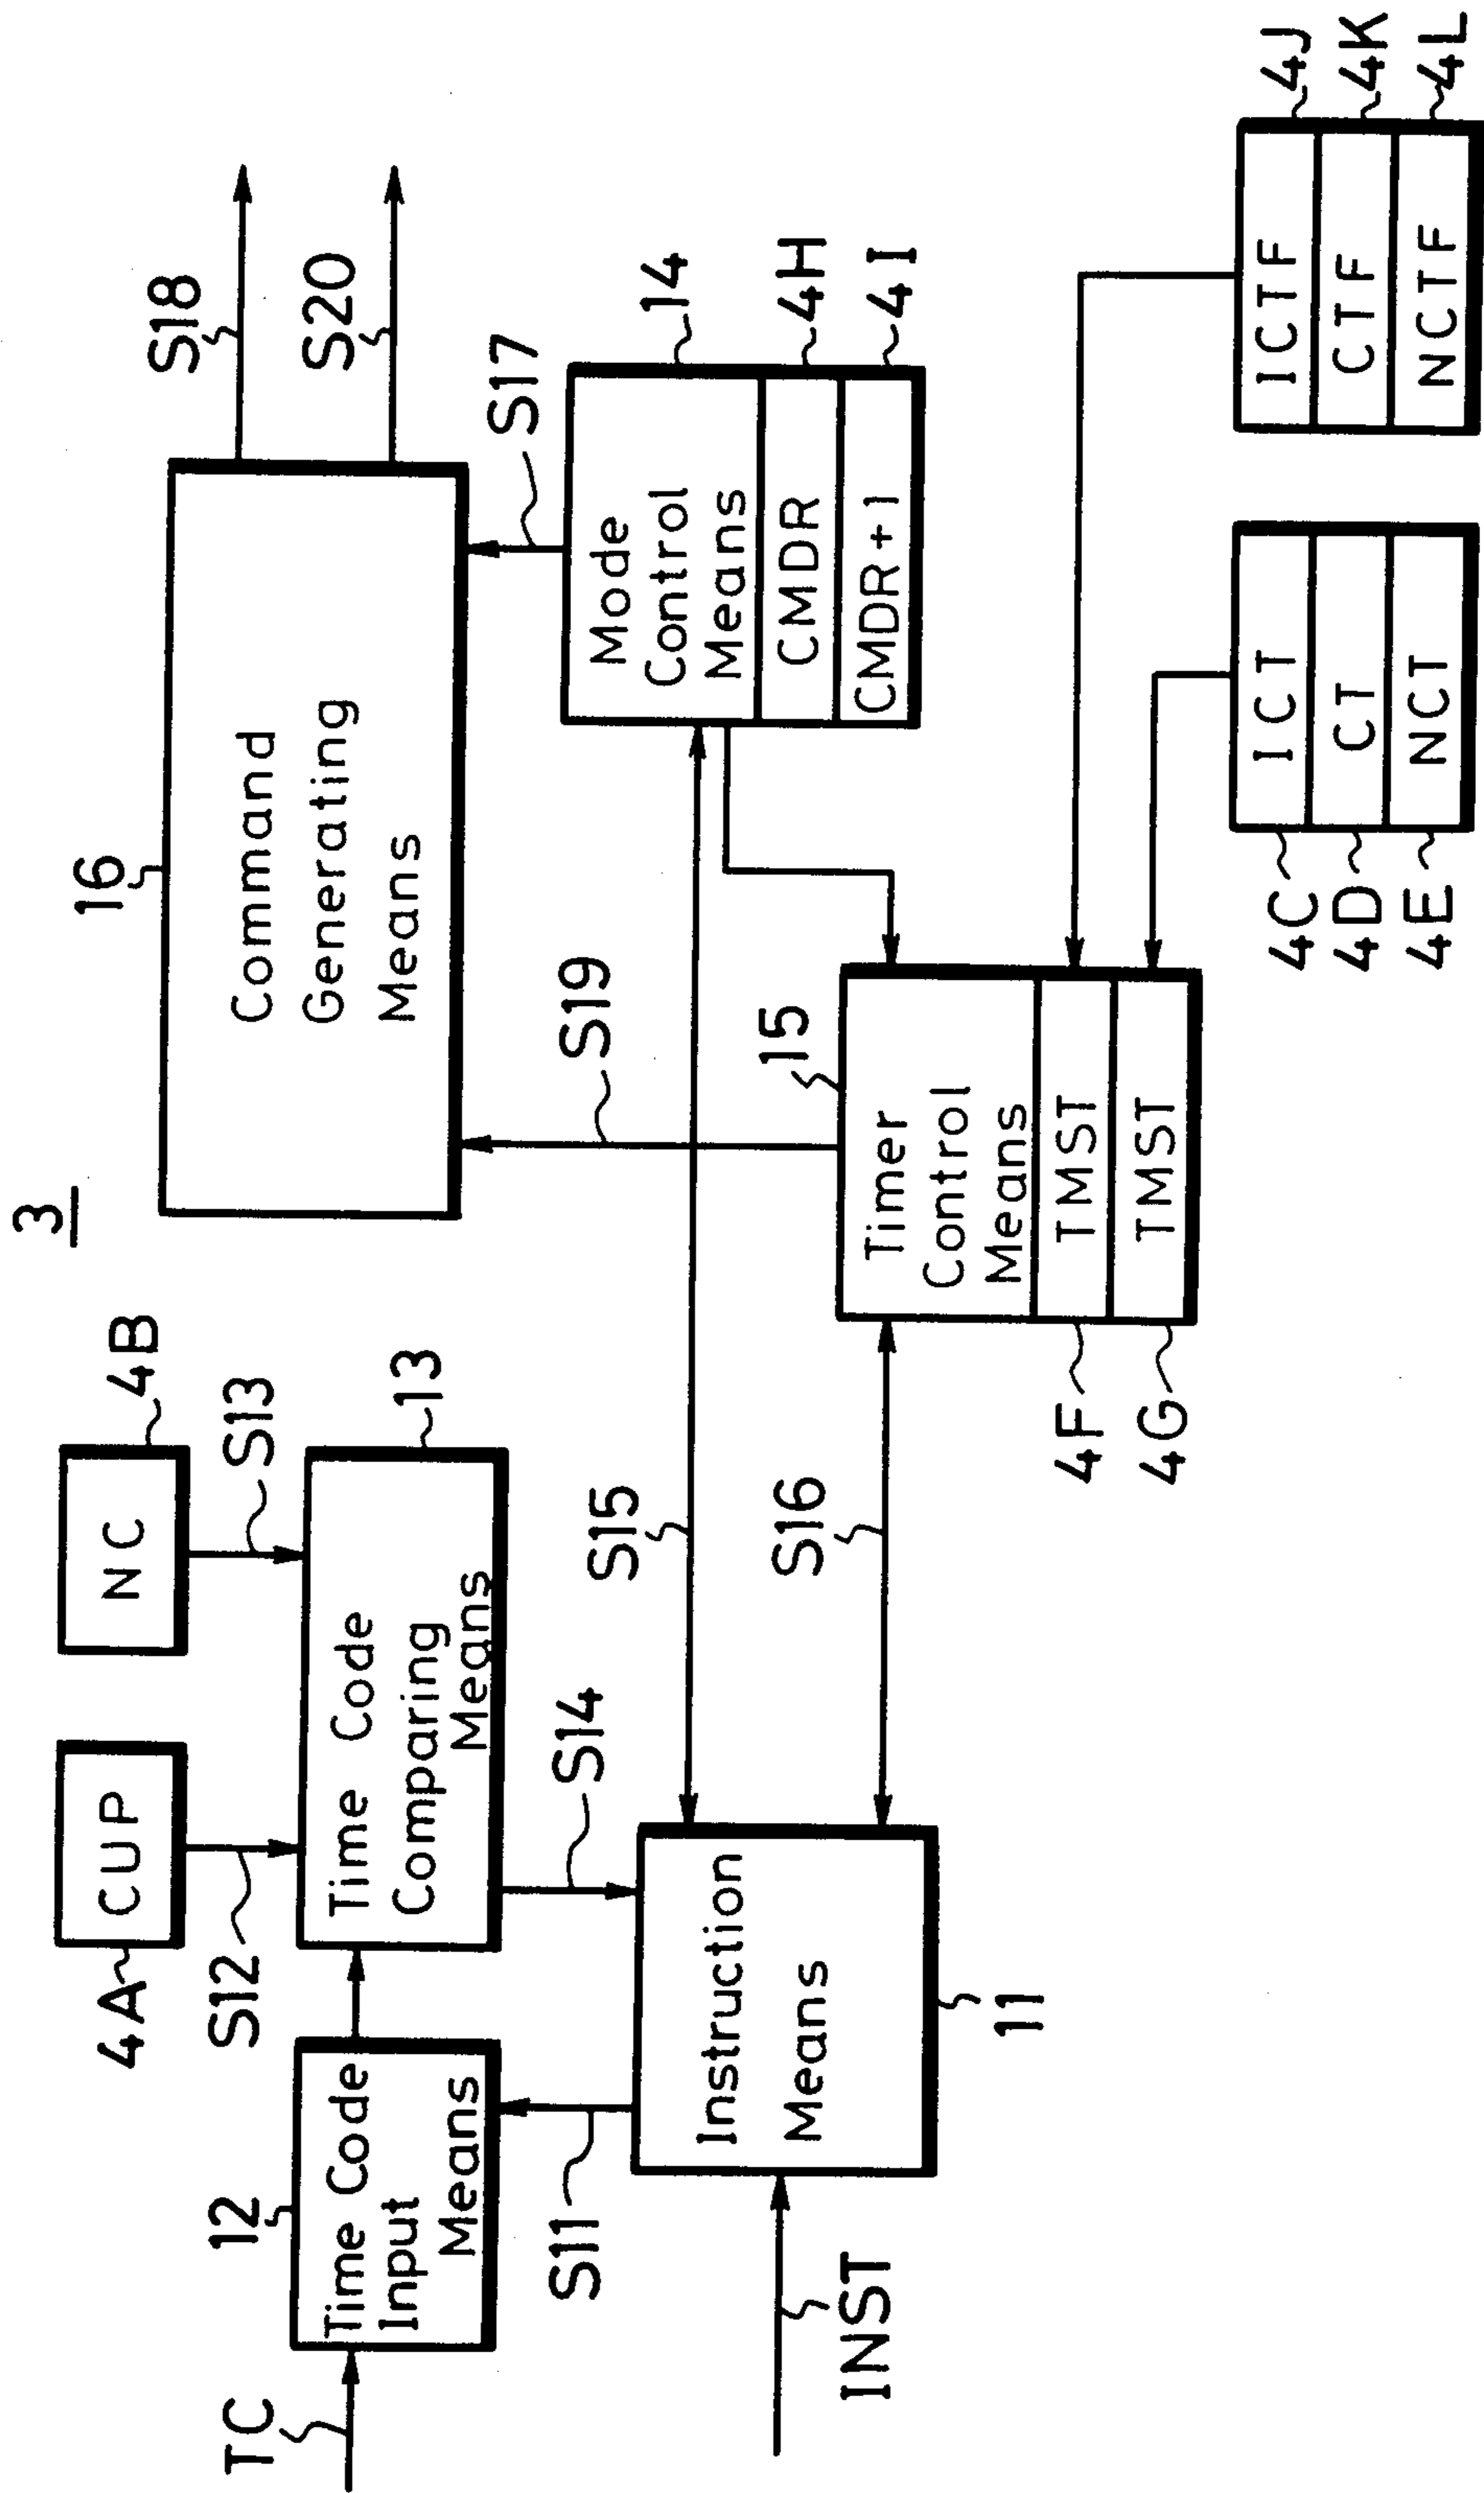 3
16
Command
Generating
Means
S18
S20
4A
CUP
S12
NC
4B
S13
TC
12
Time Code
Input
Means
Time Code
Comparing
Means
13
S11
S14
INST
Instruction
Means
11
S15
S16
S19
S17
Mode
Control
Means
CMDR
CMDR+1
14
4H
4I
15
Timer
Control
Means
TMST
TMST
4F
4G
4C
4D
4E
ICT
CT
NCT
ICTF
CTF
NCTF
4J
4K
4L